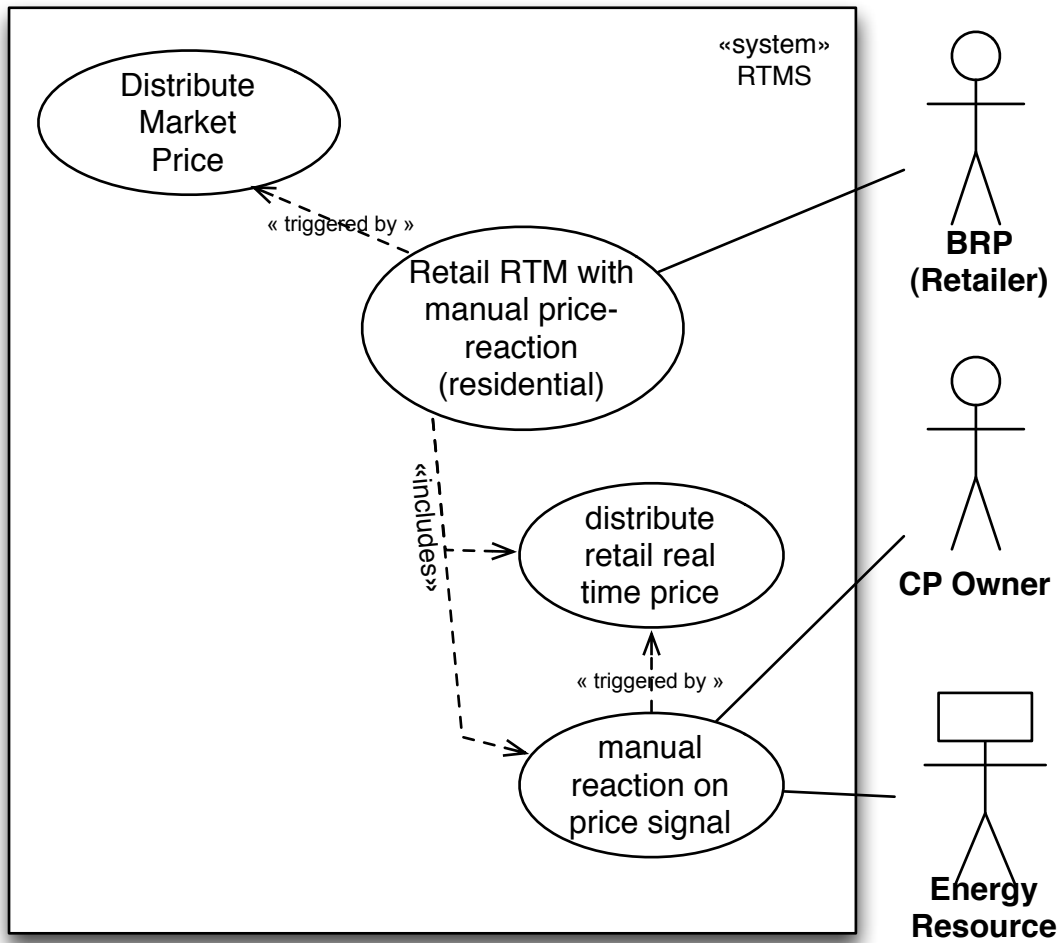 «system»
RTMS
Distribute
Market
Price
« triggered by »
Retail RTM with
manual price-
reaction
(residential)
BRP
(Retailer)
«includes»
distribute
retail real
time price
CP Owner
« triggered by »
manual
reaction on
price signal
Energy
Resource